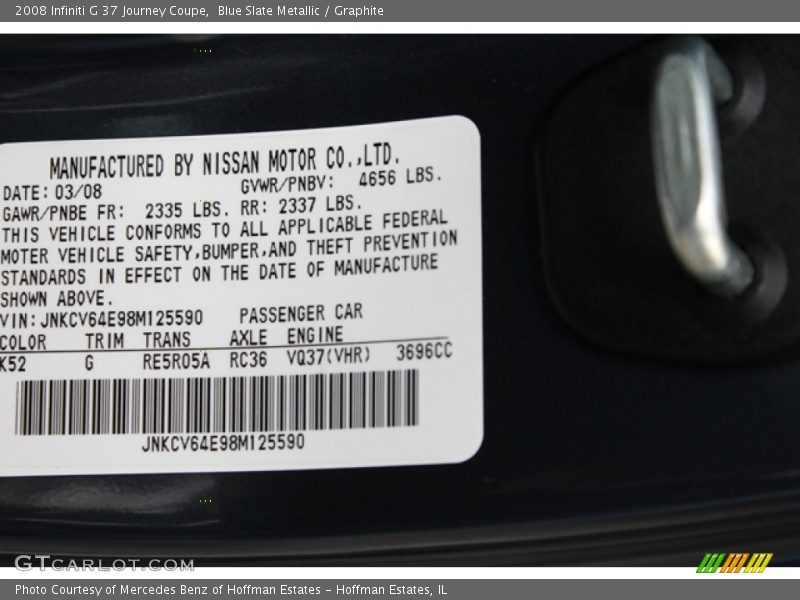 2008 Infiniti G 37 Journey Coupe,  Blue Slate Metallic / Graphite
MANUFACTURED BY NISSAN MOTOR CO.,LTD.
DATE: 03/08 GVWR/PNBV: 4656 LBS.
GAWR/PNBE FR: 2335 LBS. RR: 2337 LBS.
THIS VEHICLE CONFORMS TO ALL APPLICABLE FEDERAL
MOTER VEHICLE SAFETY,BUMPER,AND THEFT PREVENTION
STANDARDS IN EFFECT ON THE DATE OF MANUFACTURE
SHOWN ABOVE.
VIN: JNKCV64E98M125590 PASSENGER CAR
COLOR TRIM TRANS AXLE ENGINE
K52 G RE5R05A RC36 VQ37(VHR) 3696CC
JNKCV64E98M125590
GTCARLOT.COM
Photo Courtesy of Mercedes Benz of Hoffman Estates - Hoffman Estates, IL